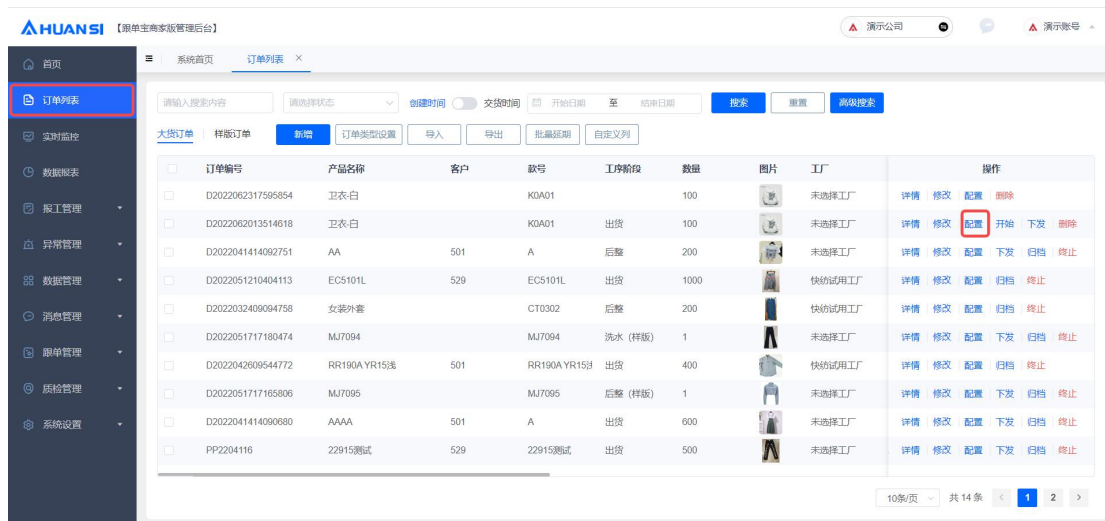 HUANSI 【跟单宝商家版管理后台】 演示公司 演示账号
首页
订单列表
实时监控
数据报表
报工管理
异常管理
数据管理
消息管理
跟单管理
质检管理
系统设置
系统首页 订单列表 ×
请输入搜索内容 请选择状态 创建时间 交货时间 开始日期 至 结束日期 搜索 重置 高级搜索
大货订单 样版订单 新增 订单类型设置 导入 导出 批量延期 自定义列
订单编号 产品名称 客户 款号 工序阶段 数量 图片 工厂 操作
D2022062317595854 卫衣-白 K0A01 100 未选择工厂 详情 修改 配置 删除
D2022062013514618 卫衣-白 K0A01 出货 100 未选择工厂 详情 修改 配置 开始 下发 删除
D2022041414092751 AA 501 A 后整 200 未选择工厂 详情 修改 配置 下发 归档 终止
D2022051210404113 EC5101L 529 EC5101L 出货 1000 快纺试用工厂 详情 修改 配置 归档 终止
D2022032409094758 女装外套 CT0302 后整 200 快纺试用工厂 详情 修改 配置 归档 终止
D2022051717180474 MJ7094 MJ7094 洗水 (样版) 1 未选择工厂 详情 修改 配置 下发 归档 终止
D2022042609544772 RR190A YR15浅 501 RR190A YR15浅 出货 400 快纺试用工厂 详情 修改 配置 归档 终止
D2022051717165806 MJ7095 MJ7095 后整 (样版) 1 未选择工厂 详情 修改 配置 下发 归档 终止
D2022041414090680 AAAA 501 A 出货 600 未选择工厂 详情 修改 配置 下发 归档 终止
PP2204116 22915测试 529 22915测试 出货 500 未选择工厂 详情 修改 配置 下发 归档 终止
10条/页 共 14 条 < 1 2 >